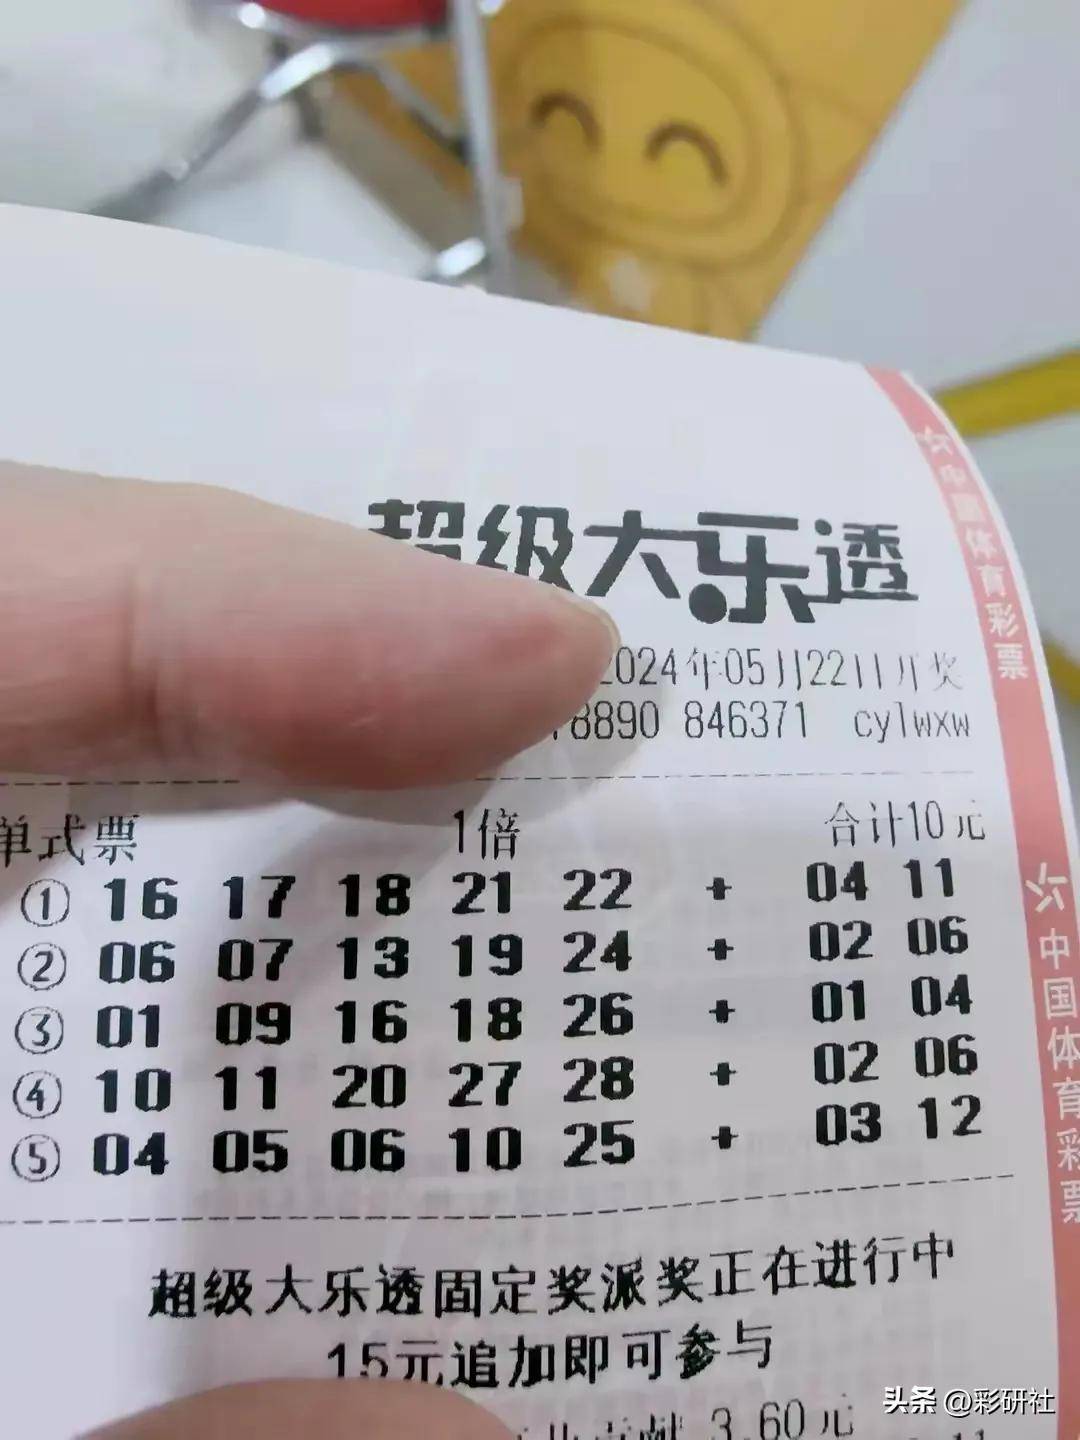 超级大乐透
2024年05月22日开奖
8890 846371 cylwxw
单式票 1倍 合计10元
① 16 17 18 21 22 + 04 11
② 06 07 13 19 24 + 02 06
③ 01 09 16 18 26 + 01 04
④ 10 11 20 27 28 + 02 06
⑤ 04 05 06 10 25 + 03 12
超级大乐透固定奖派奖正在进行中
15元追加即可参与
贡献 3.60元
中国体育彩票
中国体育彩票
头条 @彩研社